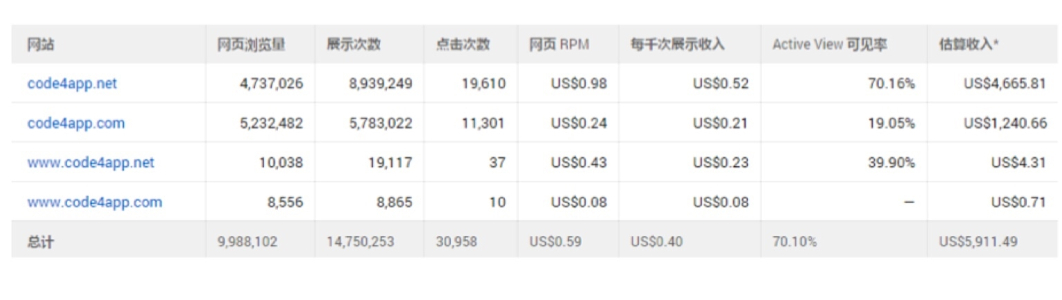 网站 网页浏览量 展示次数 点击次数 网页 RPM 每千次展示收入 Active View 可见率 估算收入*
code4app.net 4,737,026 8,939,249 19,610 US$0.98 US$0.52 70.16% US$4,665.81
code4app.com 5,232,482 5,783,022 11,301 US$0.24 US$0.21 19.05% US$1,240.66
www.code4app.net 10,038 19,117 37 US$0.43 US$0.23 39.90% US$4.31
www.code4app.com 8,556 8,865 10 US$0.08 US$0.08 – US$0.71
总计 9,988,102 14,750,253 30,958 US$0.59 US$0.40 70.10% US$5,911.49